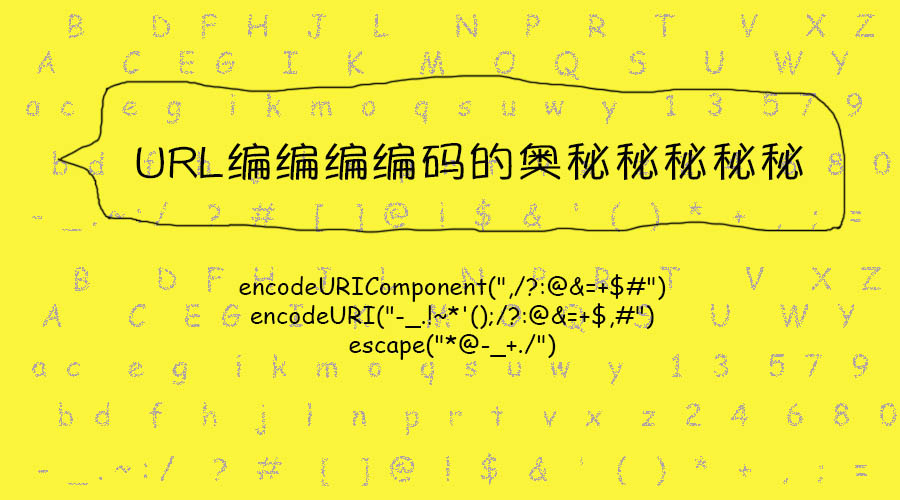 B D F H J L N P R T V X Z
A C E G I K M O Q S U W Y
a c e g i k m o q s u w y 1 3 5 7 9
URL编编编编码的奥秘秘秘秘秘
b d 8 0
- _ . ~ : / ? # [ ] @ ! $ & ' ( ) * + , ; =
B D F H J L N P R T V X Z
encodeURIComponent(",/?:@&=+$#")
A C E G U W Y
encodeURI("-_.!~*'();/?:@&=+$,#")
escape("*@-_+./")
a c e g i k m o q s u w y 1 3 5 7 9
b d f h j l n p r t v x z 2 4 6 8 0
- _ . ~ : / ? # [ ] @ ! $ & ' ( ) * + , ; =